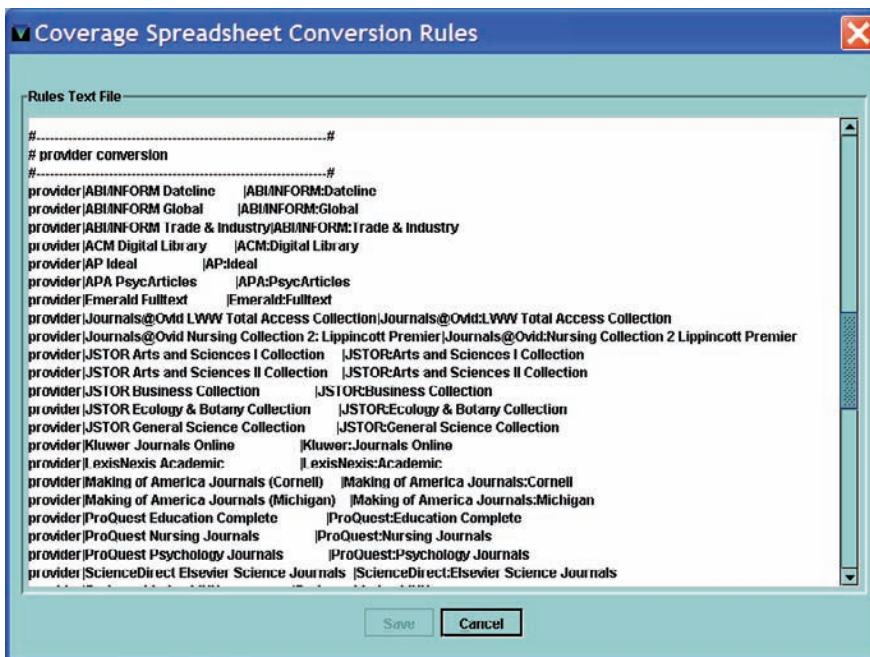 Coverage Spreadsheet Conversion Rules
Rules Text File
#----------------------------------------------------------------#
# provider conversion
#----------------------------------------------------------------#
provider|ABI/INFORM Dateline |ABI/INFORM:Dateline
provider|ABI/INFORM Global |ABI/INFORM:Global
provider|ABI/INFORM Trade & Industry|ABI/INFORM:Trade & Industry
provider|ACM Digital Library |ACM:Digital Library
provider|AP Ideal |AP:Ideal
provider|APA PsycArticles |APA:PsycArticles
provider|Emerald Fulltext |Emerald:Fulltext
provider|Journals@Ovid LWW Total Access Collection|Journals@Ovid:LWW Total Access Collection
provider|Journals@Ovid Nursing Collection 2: Lippincott Premier|Journals@Ovid:Nursing Collection 2 Lippincott Premier
provider|JSTOR Arts and Sciences I Collection |JSTOR:Arts and Sciences I Collection
provider|JSTOR Arts and Sciences II Collection |JSTOR:Arts and Sciences II Collection
provider|JSTOR Business Collection |JSTOR:Business Collection
provider|JSTOR Ecology & Botany Collection |JSTOR:Ecology & Botany Collection
provider|JSTOR General Science Collection |JSTOR:General Science Collection
provider|Kluwer Journals Online |Kluwer:Journals Online
provider|LexisNexis Academic |LexisNexis:Academic
provider|Making of America Journals (Cornell) |Making of America Journals:Cornell
provider|Making of America Journals (Michigan) |Making of America Journals:Michigan
provider|ProQuest Education Complete |ProQuest:Education Complete
provider|ProQuest Nursing Journals |ProQuest:Nursing Journals
provider|ProQuest Psychology Journals |ProQuest:Psychology Journals
provider|ScienceDirect Elsevier Science Journals |ScienceDirect:Elsevier Science Journals
Save Cancel